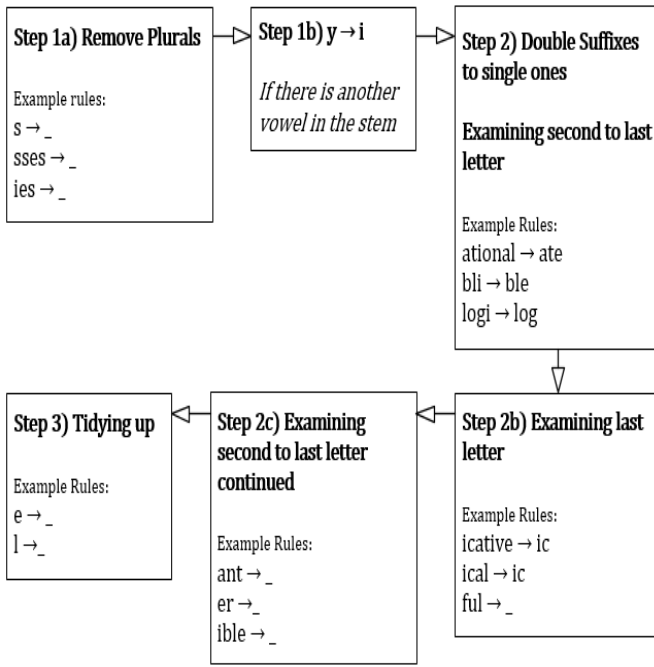 Step 1a) Remove Plurals
Example rules:
s → _
sses → _
ies → _
Step 1b) y → i
If there is another
vowel in the stem
Step 2) Double Suffixes
to single ones
Examining second to last
letter
Example Rules:
ational → ate
bli → ble
logi → log
Step 2b) Examining last
letter
Example Rules:
icative → ic
ical → ic
ful → _
Step 2c) Examining
second to last letter
continued
Example Rules:
ant → _
er → _
ible → _
Step 3) Tidying up
Example Rules:
e → _
l → _